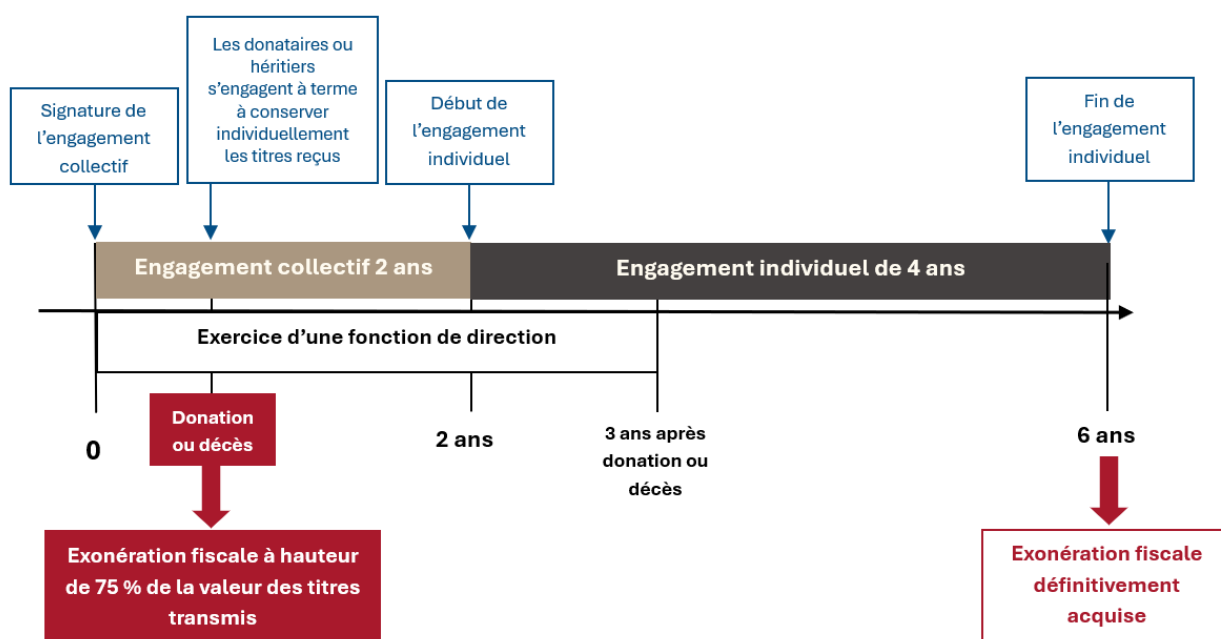 Signature de
l’engagement
collectif
Les donataires ou
héritiers
s’engagent à terme
à conserver
individuellement
les titres reçus
Début de
l’engagement
individuel
Fin de
l’engagement
individuel
Engagement collectif 2 ans
Engagement individuel de 4 ans
Exercice d’une fonction de direction
0
Donation
ou décès
2 ans
3 ans après
donation ou
décès
6 ans
Exonération fiscale à hauteur
de 75 % de la valeur des titres
transmis
Exonération fiscale
définitivement
acquise